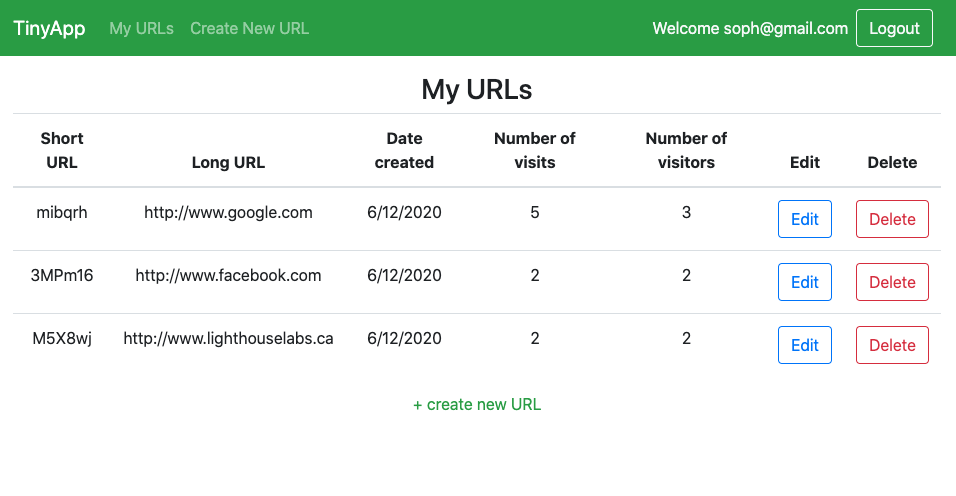 TinyApp My URLs Create New URL Welcome soph@gmail.com Logout
My URLs
Short URL Long URL Date created Number of visits Number of visitors Edit Delete
mibqrh http://www.google.com 6/12/2020 5 3 Edit Delete
3MPm16 http://www.facebook.com 6/12/2020 2 2 Edit Delete
M5X8wj http://www.lighthouselabs.ca 6/12/2020 2 2 Edit Delete
+ create new URL